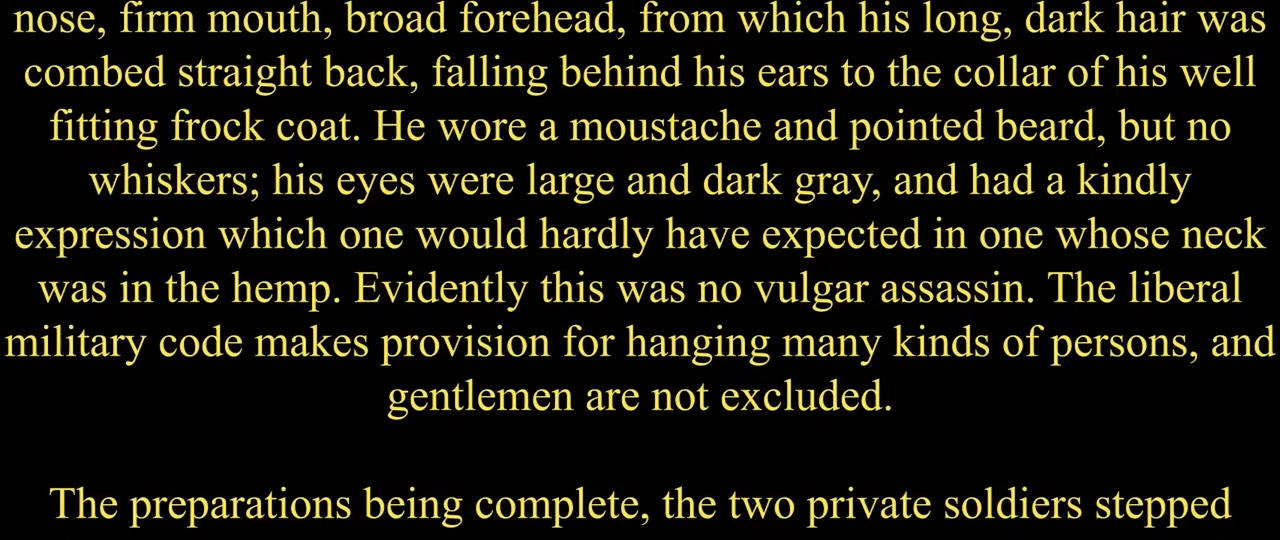 nose, firm mouth, broad forehead, from which his long, dark hair was
combed straight back, falling behind his ears to the collar of his well
fitting frock coat. He wore a moustache and pointed beard, but no
whiskers; his eyes were large and dark gray, and had a kindly
expression which one would hardly have expected in one whose neck
was in the hemp. Evidently this was no vulgar assassin. The liberal
military code makes provision for hanging many kinds of persons, and
gentlemen are not excluded.
The preparations being complete, the two private soldiers stepped